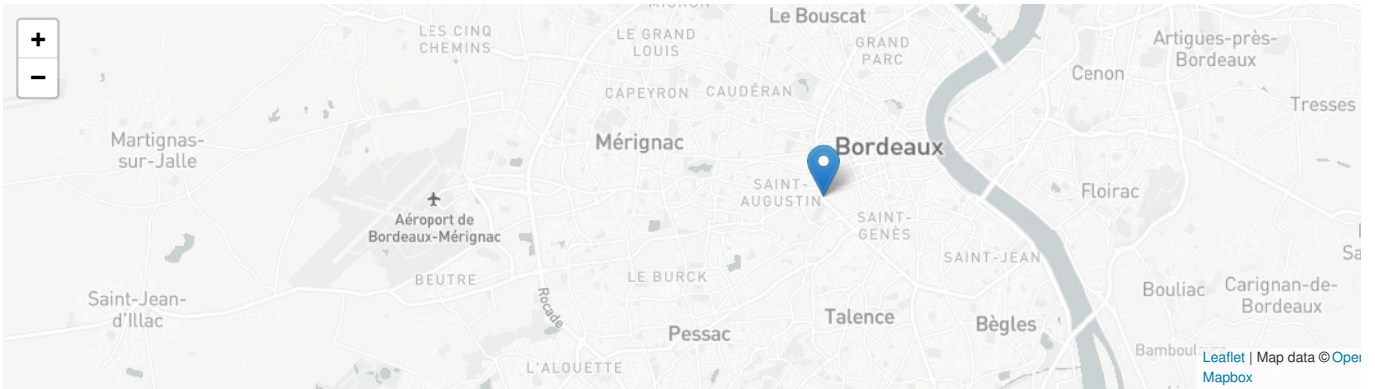 +
−
MIGRON
Le Bouscat
LES CINQ
CHEMINS
LE GRAND
LOUIS
GRAND
PARC
Artigues-près-
Bordeaux
Cenon
CAPEYRON
CAUDÉRAN
Tresses
Martignas-
sur-Jalle
Mérignac
Bordeaux
SAINT-
AUGUSTIN
Floirac
Aéroport de
Bordeaux-Mérignac
SAINT-
GENÈS
SAINT-JEAN
BEUTRE
LE BURCK
Bouliac
Carignan-de-
Bordeaux
Saint-Jean-
d'Illac
Rocade
Pessac
Talence
Bègles
L'ALOUETTE
Leaflet | Map data © Oper
Mapbox